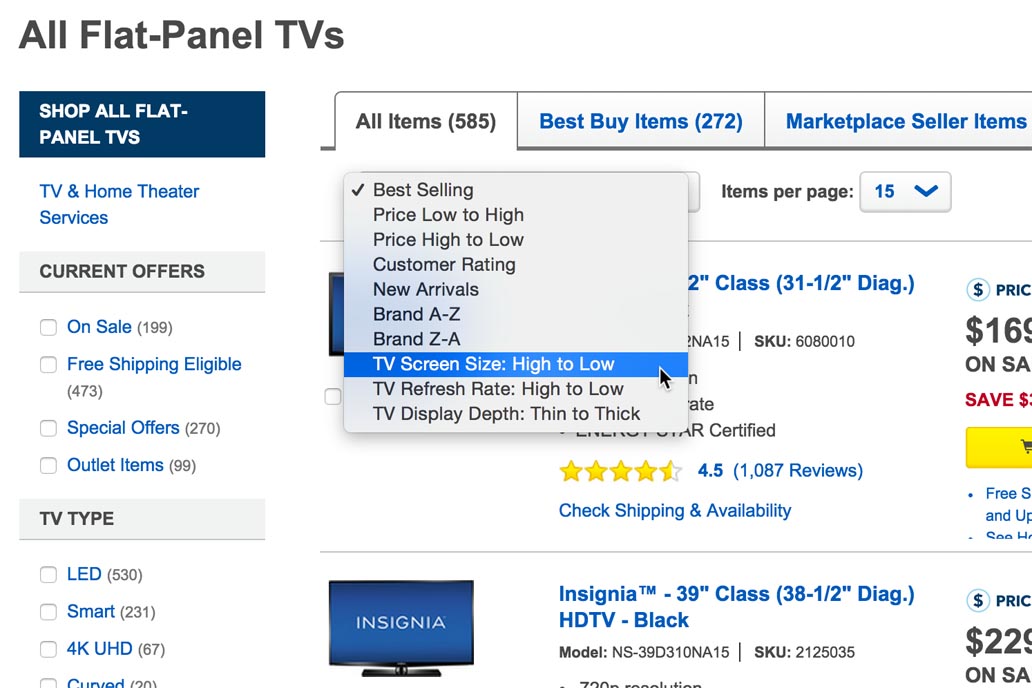 All Flat-Panel TVs
SHOP ALL FLAT-
PANEL TVS
TV & Home Theater
Services
CURRENT OFFERS
On Sale (199)
Free Shipping Eligible
(473)
Special Offers (270)
Outlet Items (99)
TV TYPE
LED (530)
Smart (231)
4K UHD (67)
Curved (20)
All Items (585)
Best Buy Items (272)
Marketplace Seller Items
✓ Best Selling
Price Low to High
Price High to Low
Customer Rating
New Arrivals
Brand A-Z
Brand Z-A
TV Screen Size: High to Low
TV Refresh Rate: High to Low
TV Display Depth: Thin to Thick
Items per page: 15
2" Class (31-1/2" Diag.)
2NA15 | SKU: 6080010
n
rate
• ENERGY STAR Certified
4.5 (1,087 Reviews)
Check Shipping & Availability
$ PRIC
$169
ON SA
SAVE $3
• Free S
and Up
• See Ho
INSIGNIA
Insignia™ - 39" Class (38-1/2" Diag.)
HDTV - Black
Model: NS-39D310NA15 | SKU: 2125035
• 720p resolution
$ PRIC
$229
ON SA